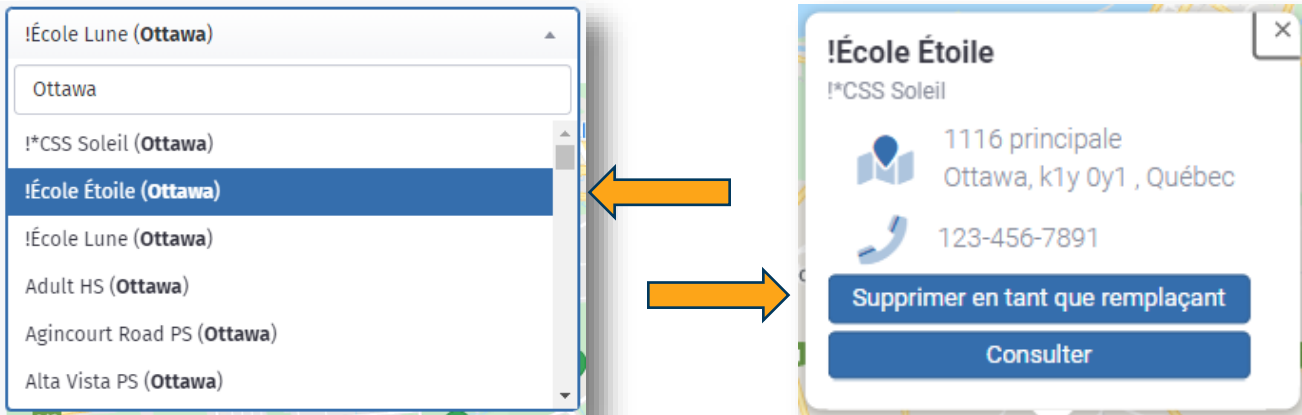 !École Lune (Ottawa)
Ottawa
!*CSS Soleil (Ottawa)
!École Étoile (Ottawa)
!École Lune (Ottawa)
Adult HS (Ottawa)
Agincourt Road PS (Ottawa)
Alta Vista PS (Ottawa)
!École Étoile
!*CSS Soleil
1116 principale
Ottawa, k1y 0y1 , Québec
123-456-7891
Supprimer en tant que remplaçant
Consulter